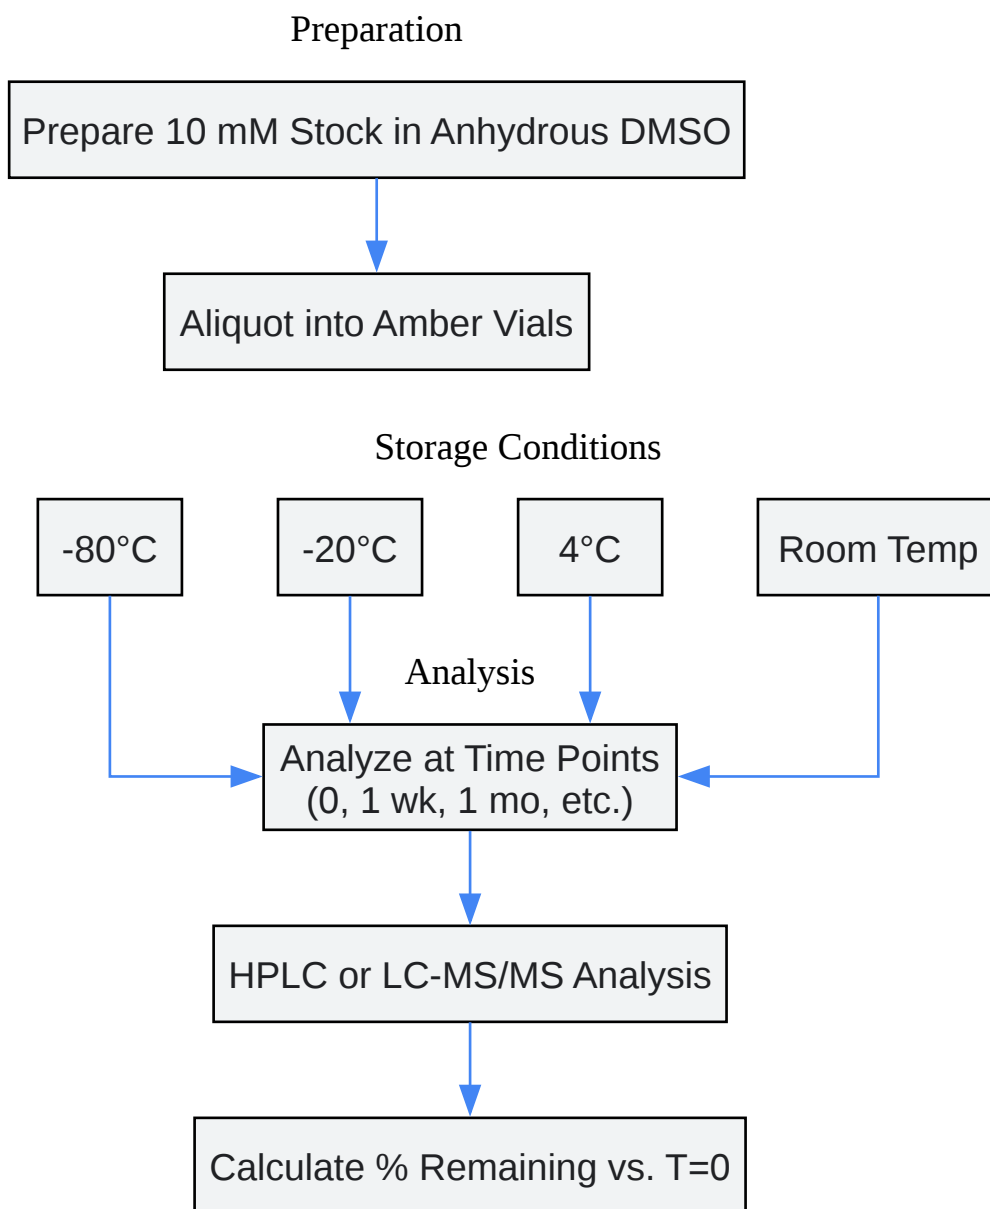 Preparation
Prepare 10 mM Stock in Anhydrous DMSO
Aliquot into Amber Vials
Storage Conditions
-80°C
-20°C
4°C
Room Temp
Analysis
Analyze at Time Points
(0, 1 wk, 1 mo, etc.)
HPLC or LC-MS/MS Analysis
Calculate % Remaining vs. T=0